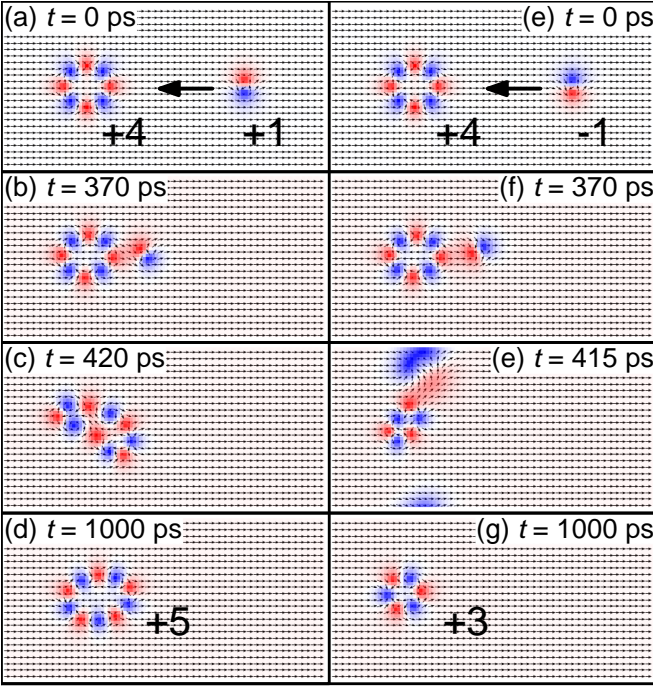 (a) t = 0 ps
+4
+1
(e) t = 0 ps
+4
-1
(b) t = 370 ps
(f) t = 370 ps
(c) t = 420 ps
(e) t = 415 ps
(d) t = 1000 ps
+5
(g) t = 1000 ps
+3